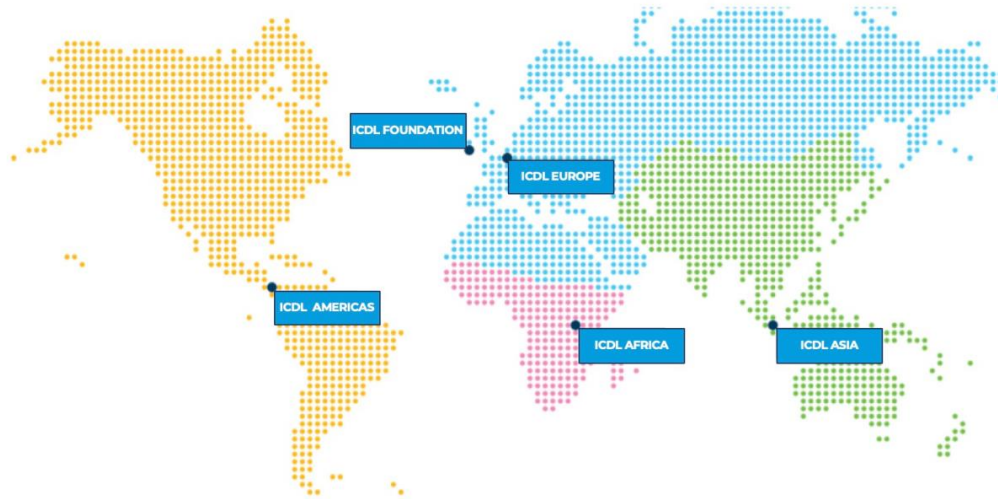 ICDL FOUNDATION
ICDL EUROPE
ICDL AMERICAS
ICDL AFRICA
ICDL ASIA